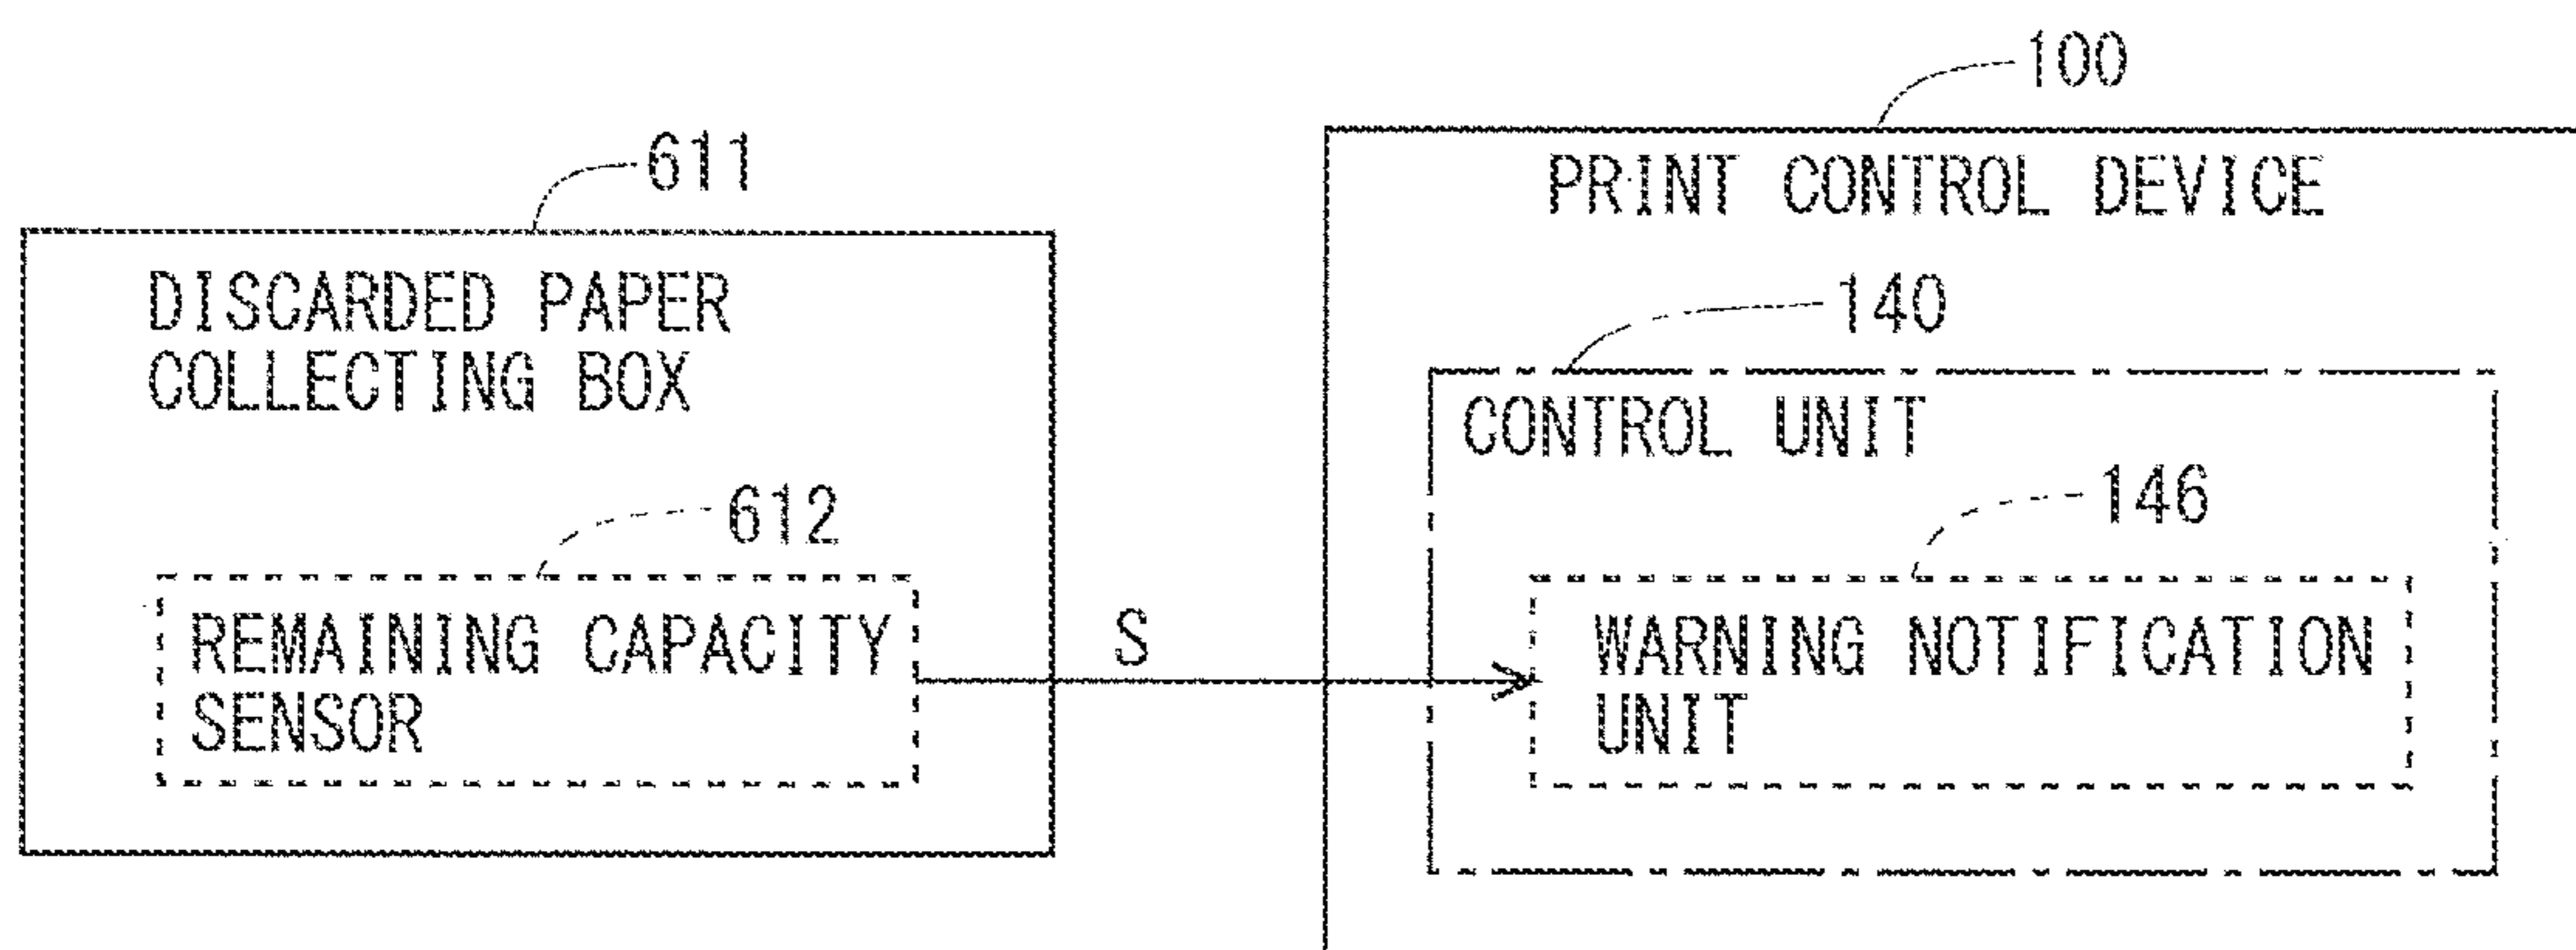 100
611
PRINT CONTROL DEVICE
DISCARDED PAPER
COLLECTING BOX
140
CONTROL UNIT
612
146
REMAINING CAPACITY
SENSOR
S
WARNING NOTIFICATION
UNIT